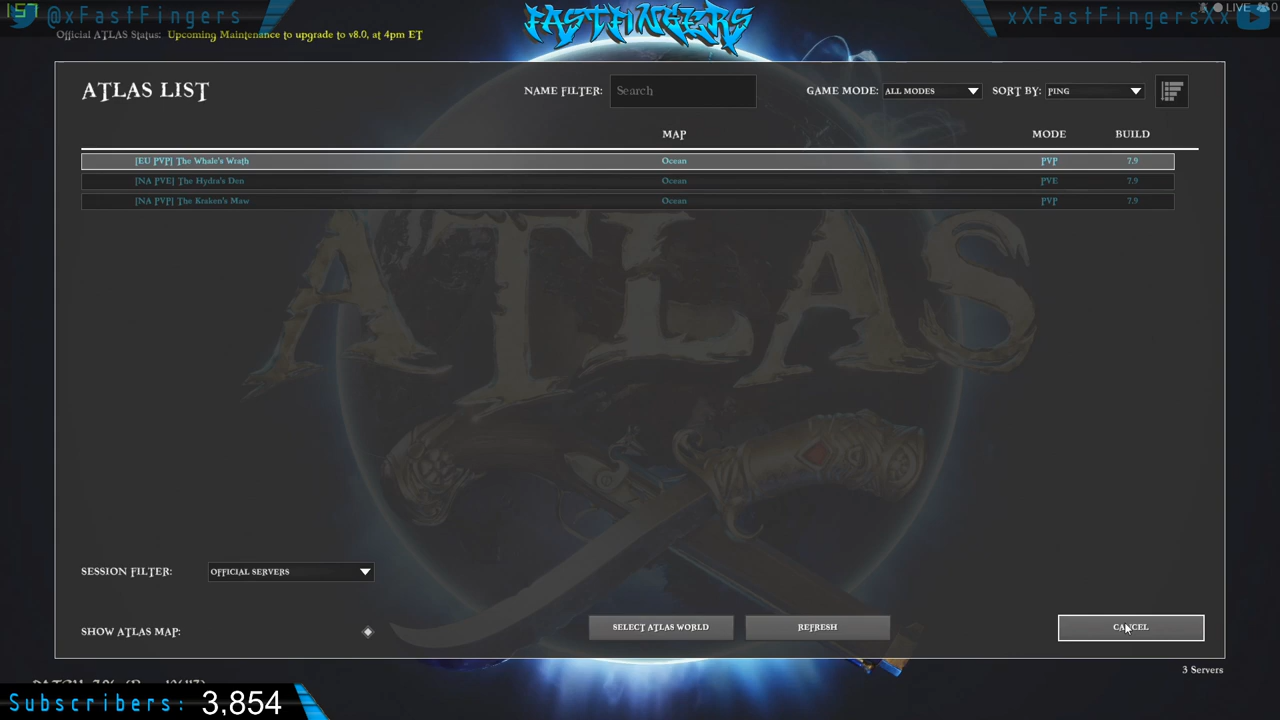 157
@xFastFingers
FASTFINGERS
xXFastFingersXx
LIVE 0
Official ATLAS Status: Upcoming Maintenance to upgrade to v8.0, at 4pm ET
ATLAS LIST
NAME FILTER: Search
GAME MODE: ALL MODES
SORT BY: PING
MAP MODE BUILD
[EU PVP] The Whale's Wrath Ocean PVP 7.9
[NA PVE] The Hydra's Den Ocean PVE 7.9
[NA PVP] The Kraken's Maw Ocean PVP 7.9
ATLAS
SESSION FILTER: OFFICIAL SERVERS
SHOW ATLAS MAP:
SELECT ATLAS WORLD
REFRESH
CANCEL
3 Servers
Subscribers: 3,854